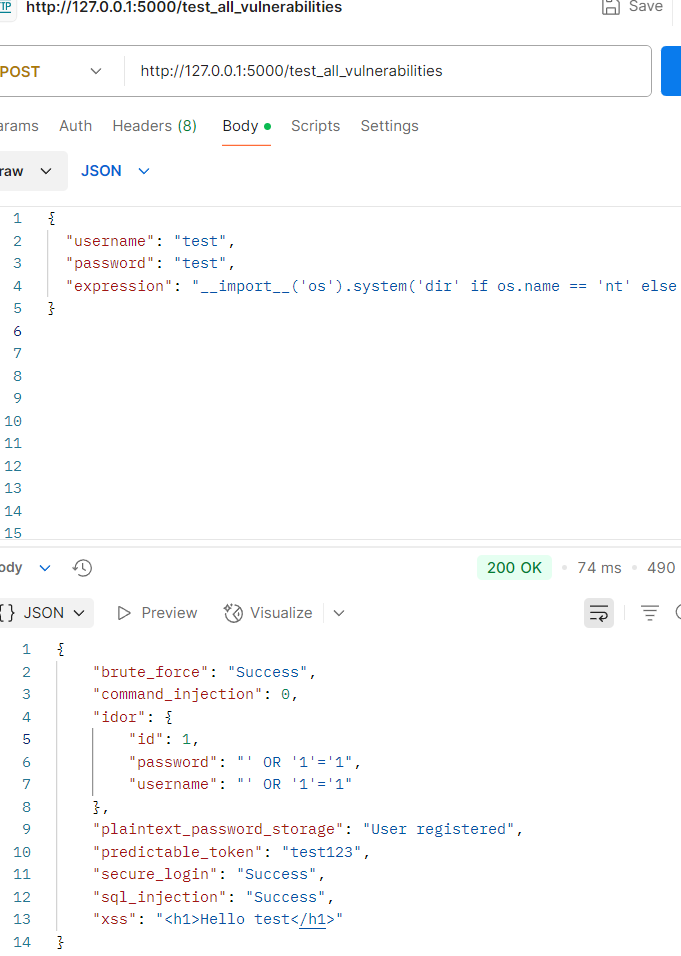 http://127.0.0.1:5000/test_all_vulnerabilities
Save
POST
http://127.0.0.1:5000/test_all_vulnerabilities
Auth Headers (8) Body Scripts Settings
raw JSON
1 {
2 "username": "test",
3 "password": "test",
4 "expression": "__import__('os').system('dir' if os.name == 'nt' else
5 }
6
7
8
9
10
11
12
13
14
15
200 OK • 74 ms • 490
{} JSON Preview Visualize
1 {
2 "brute_force": "Success",
3 "command_injection": 0,
4 "idor": {
5 "id": 1,
6 "password": "' OR '1'='1",
7 "username": "' OR '1'='1"
8 },
9 "plaintext_password_storage": "User registered",
10 "predictable_token": "test123",
11 "secure_login": "Success",
12 "sql_injection": "Success",
13 "xss": "<h1>Hello test</h1>"
14 }